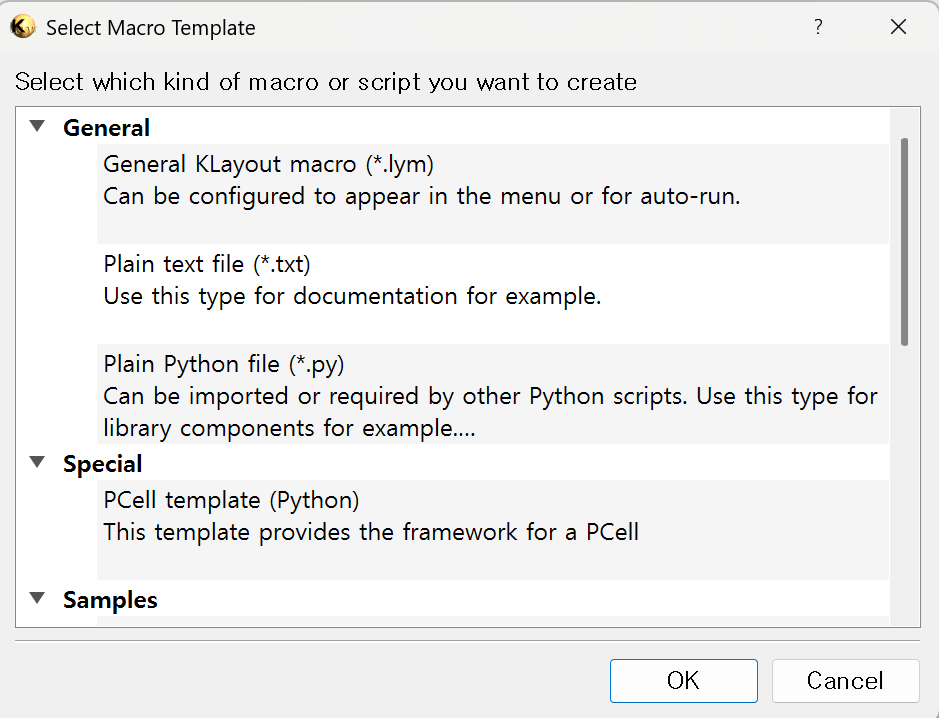 Select Macro Template
?
Select which kind of macro or script you want to create
General
General KLayout macro (*.lym)
Can be configured to appear in the menu or for auto-run.
Plain text file (*.txt)
Use this type for documentation for example.
Plain Python file (*.py)
Can be imported or required by other Python scripts. Use this type for
library components for example....
Special
PCell template (Python)
This template provides the framework for a PCell
Samples
OK
Cancel